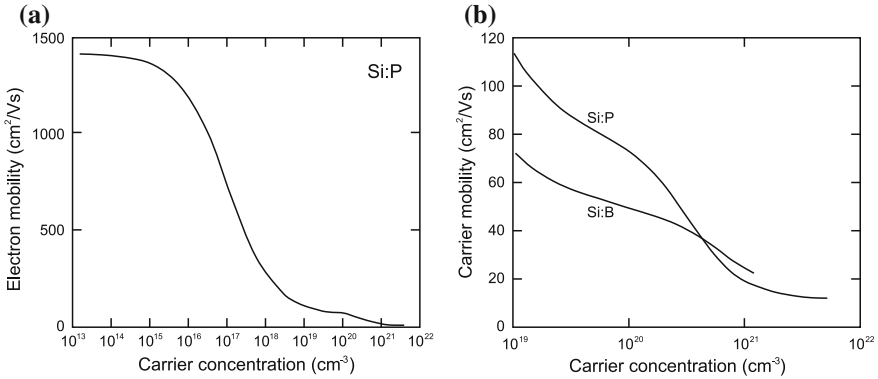 (a)
1500
1000
500
0
Electron mobility (cm²/Vs)
Si:P
10¹³ 10¹⁴ 10¹⁵ 10¹⁶ 10¹⁷ 10¹⁸ 10¹⁹ 10²⁰ 10²¹ 10²²
Carrier concentration (cm⁻³)
(b)
120
100
80
60
40
20
0
Carrier mobility (cm²/Vs)
Si:P
Si:B
10¹⁹ 10²⁰ 10²¹ 10²²
Carrier concentration (cm⁻³)